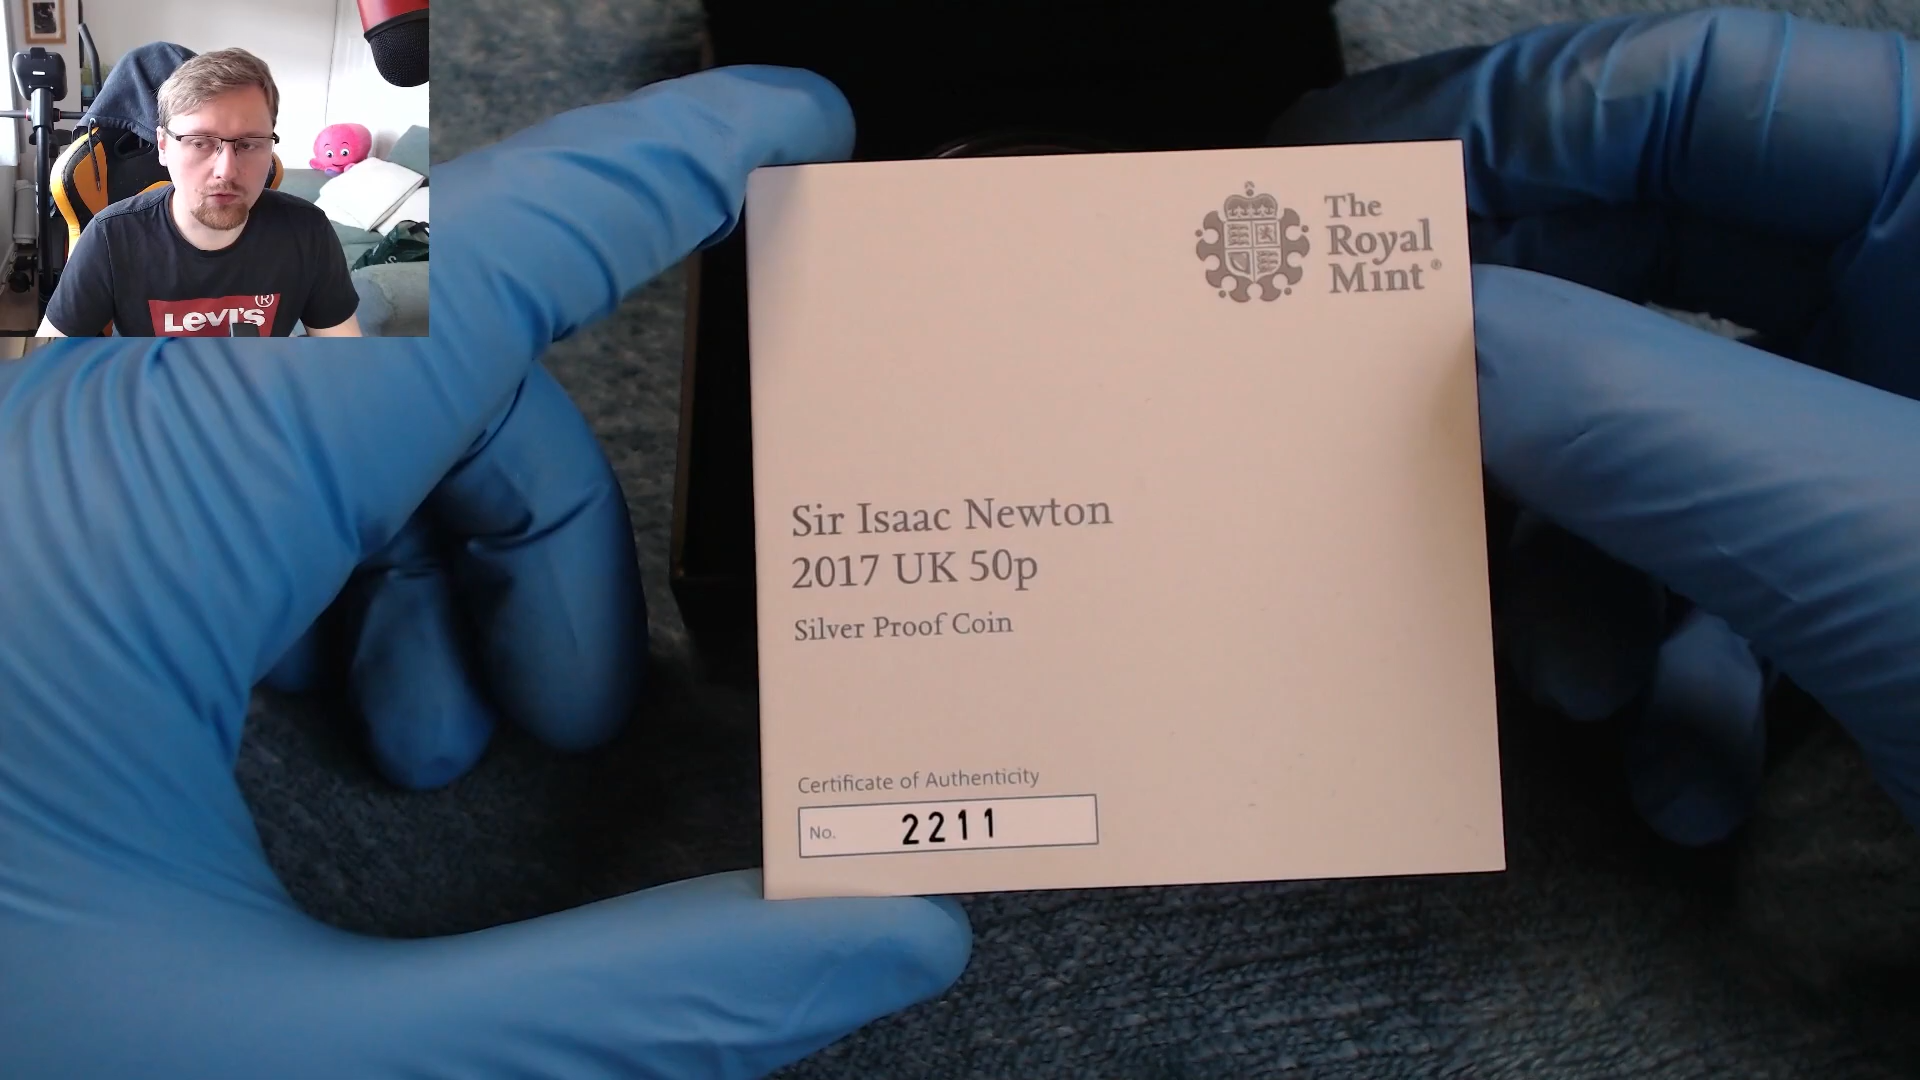 LEVI'S
®
The
Royal
Mint®
Sir Isaac Newton
2017 UK 50p
Silver Proof Coin
Certificate of Authenticity
No. 2211